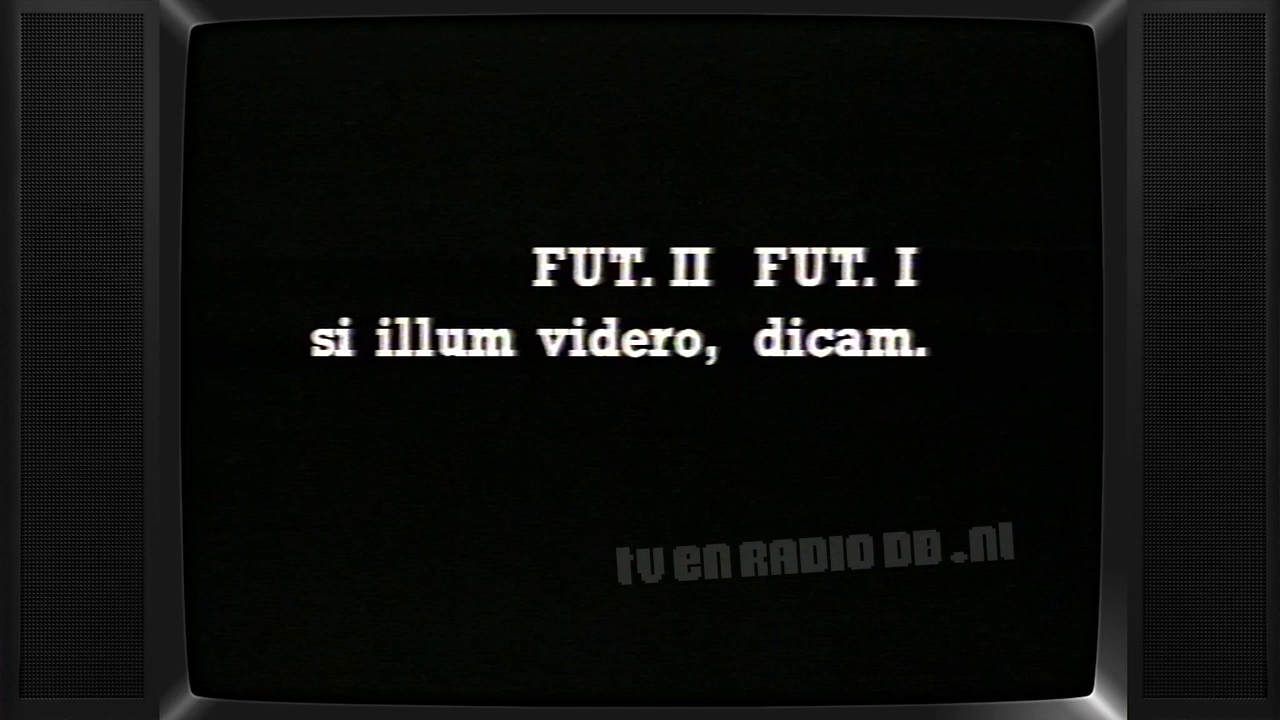 FUT. II FUT. I
si illum videro, dicam.
tv en RADIO DB .nl